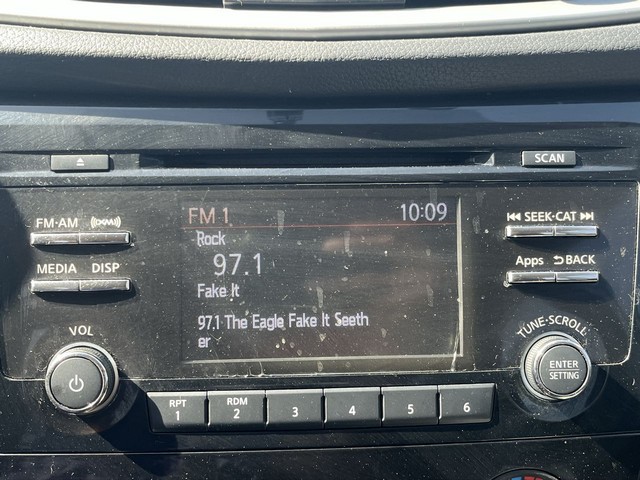 SCAN
FM·AM
MEDIA DISP
FM 1 10:09
Rock
97.1
Fake It
97.1 The Eagle Fake It Seeth
er
SEEK·CAT
Apps BACK
VOL
TUNE·SCROLL
ENTER
SETTING
RPT
1
RDM
2
3
4
5
6